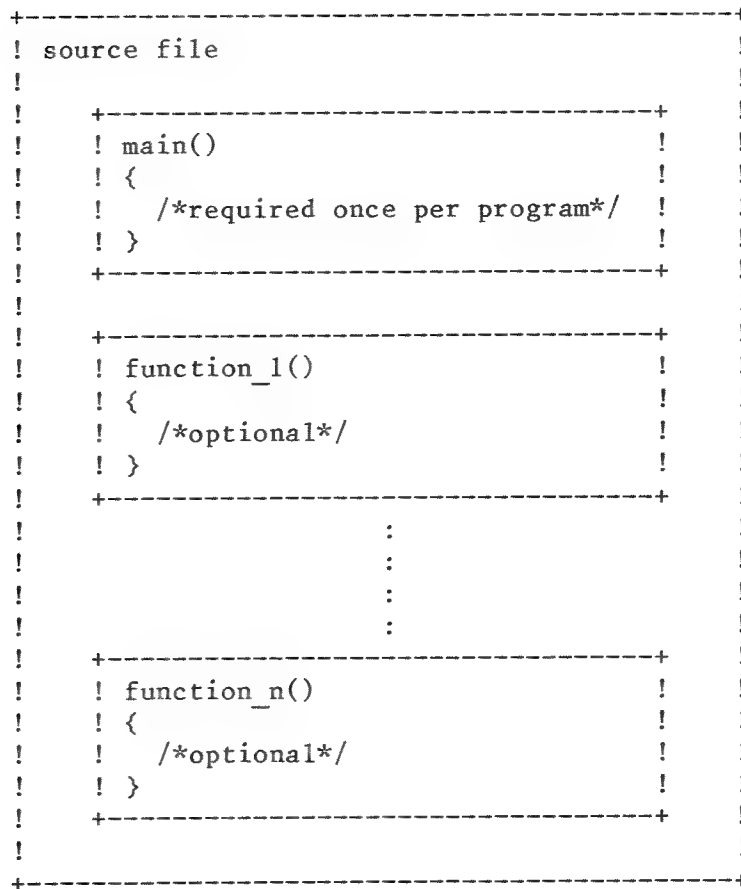 +--------------------------------------------+
! source file                                !
!                                            !
!    +----------------------------------+    !
!    ! main()                           !    !
!    ! {                                !    !
!    !   /*required once per program*/  !    !
!    ! }                                !    !
!    +----------------------------------+    !
!                                            !
!    +----------------------------------+    !
!    ! function_1()                     !    !
!    ! {                                !    !
!    !   /*optional*/                   !    !
!    ! }                                !    !
!    +----------------------------------+    !
!                      :                     !
!                      :                     !
!                      :                     !
!                      :                     !
!    +----------------------------------+    !
!    ! function_n()                     !    !
!    ! {                                !    !
!    !   /*optional*/                   !    !
!    ! }                                !    !
!    +----------------------------------+    !
!                                            !
+--------------------------------------------+